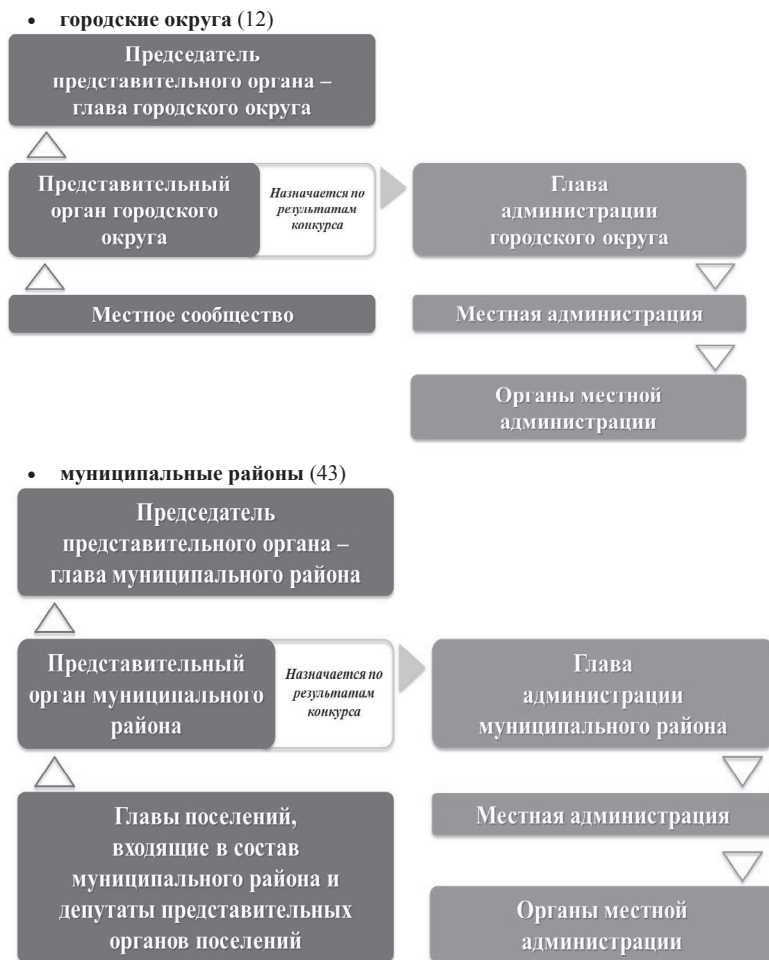 • городские округа (12)
Председатель
представительного органа –
глава городского округа
Представительный
орган городского
округа
Назначается по
результатам
конкурса
Глава
администрации
городского округа
Местное сообщество
Местная администрация
Органы местной
администрации
• муниципальные районы (43)
Председатель
представительного органа –
глава муниципального района
Представительный
орган муниципального
района
Назначается по
результатам
конкурса
Глава
администрации
муниципального района
Главы поселений,
входящие в состав
муниципального района и
депутаты представительных
органов поселений
Местная администрация
Органы местной
администрации